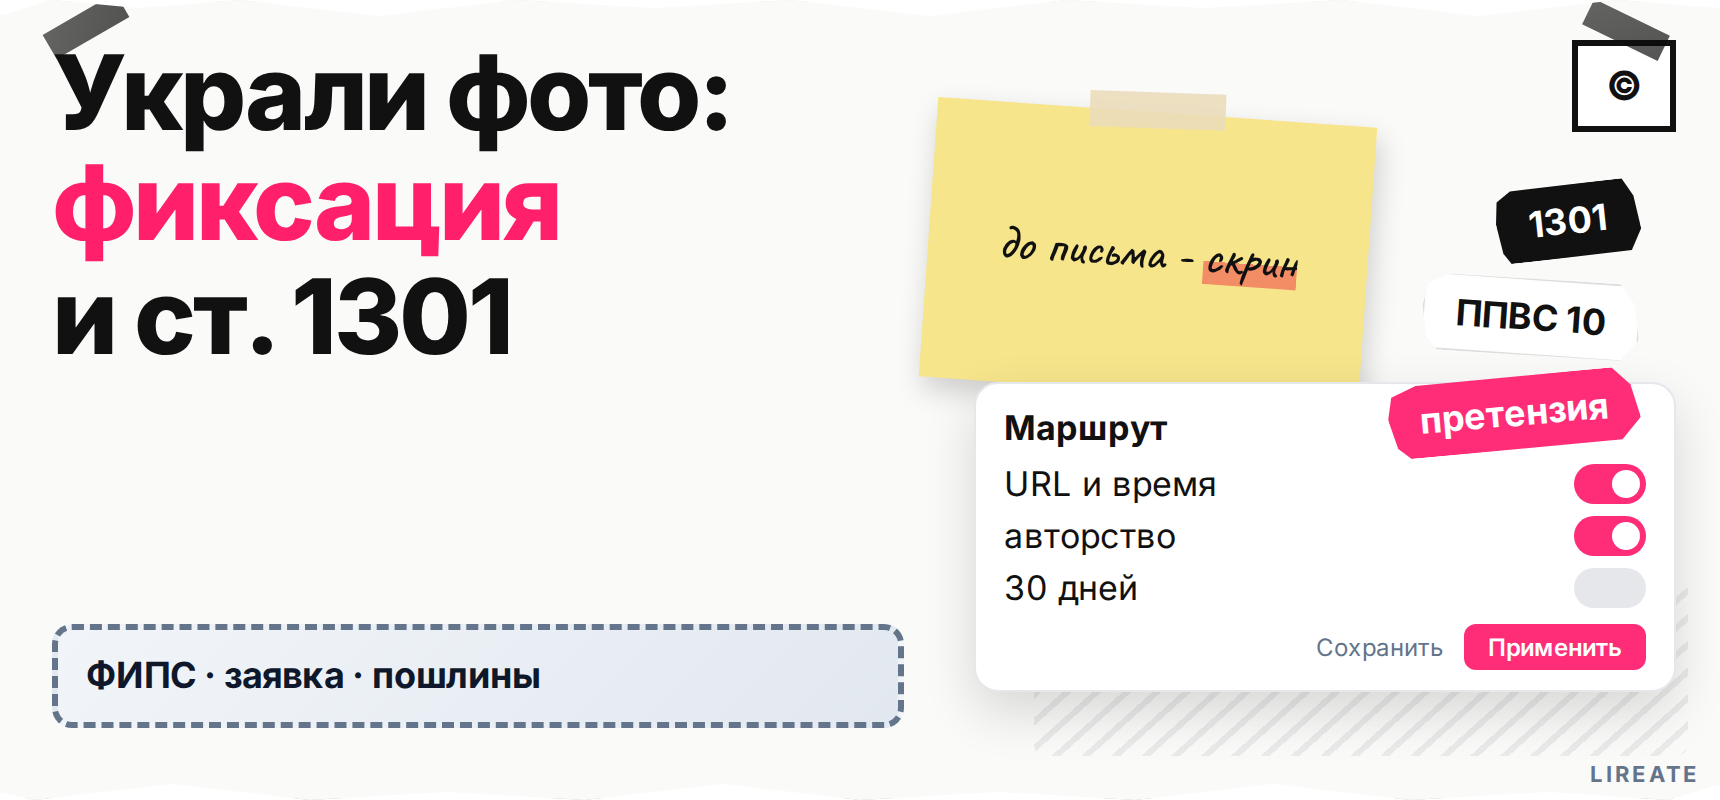 Украли фото:
фиксация
и ст. 1301
©
до письма - скрин
1301
ППВС 10
претензия
Маршрут
URL и время
авторство
30 дней
Сохранить
Применить
ФИПС · заявка · пошлины
LIREATE